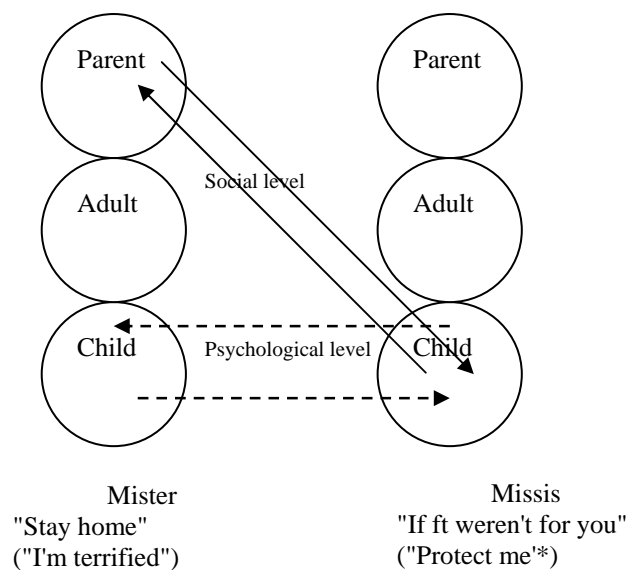 Parent Parent
Social level
Adult Adult
Child Psychological level Child
Mister Missis
"Stay home" "If ft weren't for you"
("I'm terrified") ("Protect me'*)